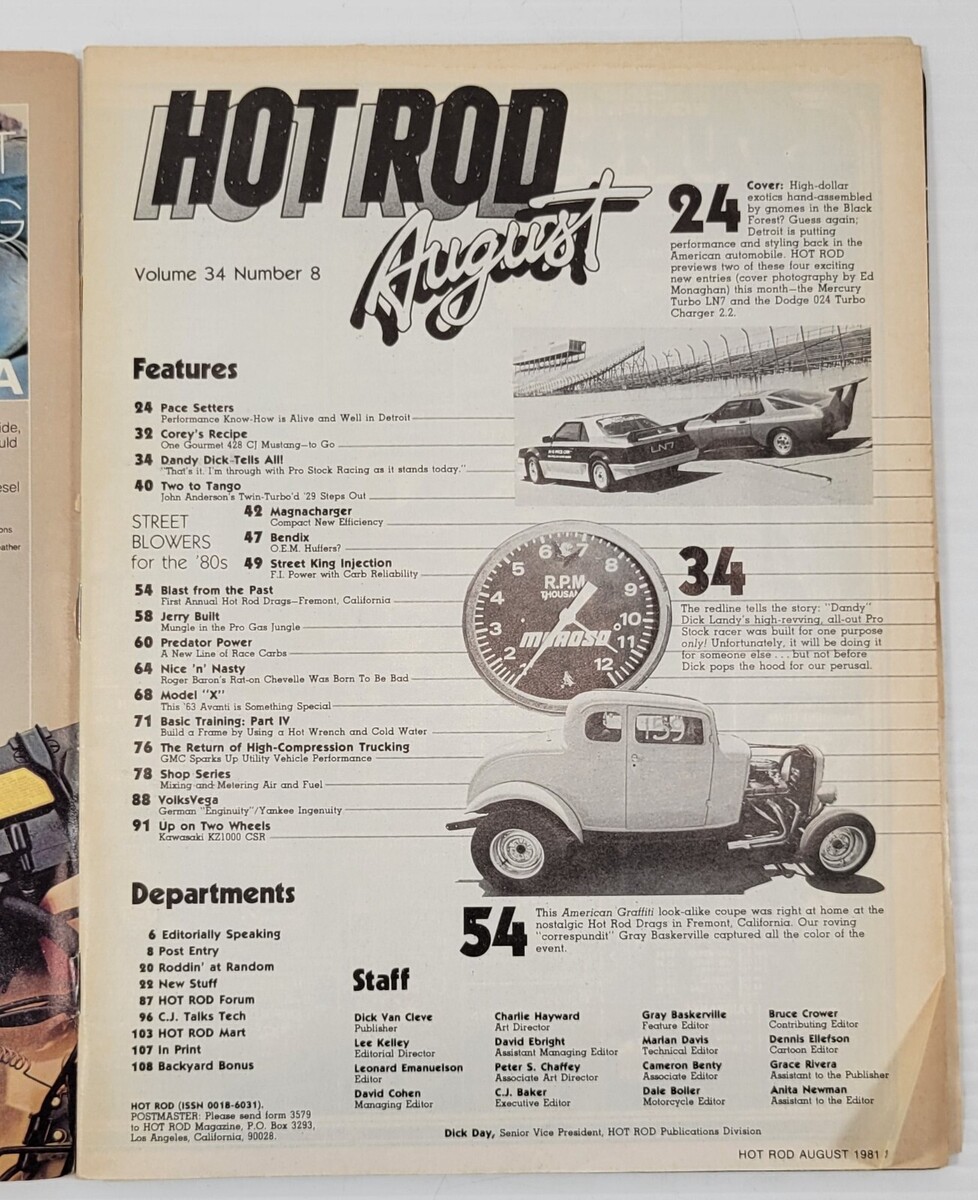 HOT ROD
August
Volume 34 Number 8
24
Cover: High-dollar
exotics hand-assembled
by gnomes in the Black
Forest? Guess again;
Detroit is putting
performance and styling back in the
American automobile. HOT ROD
previews two of these four exciting
new entries (cover photography by Ed
Monaghan) this month—the Mercury
Turbo LN7 and the Dodge 024 Turbo
Charger 2.2.
LN7
Features
24 Pace Setters
Performance Know-How is Alive and Well in Detroit
32 Corey's Recipe
One Gourmet 428 CJ Mustang—to Go
34 Dandy Dick Tells All!
"That's it. I'm through with Pro Stock Racing as it stands today."
40 Two to Tango
John Anderson's Twin-Turbo'd '29 Steps Out
STREET
BLOWERS
for the '80s
42 Magnacharger
Compact New Efficiency
47 Bendix
O.E.M. Huffers?
49 Street King Injection
F.I. Power with Carb Reliability
54 Blast from the Past
First Annual Hot Rod Drags—Fremont, California
58 Jerry Built
Mungle in the Pro Gas Jungle
60 Predator Power
A New Line of Race Carbs
64 Nice 'n' Nasty
Roger Baron's Rat-on Chevelle Was Born To Be Bad
68 Model "X"
This '63 Avanti is Something Special
71 Basic Training: Part IV
Build a Frame by Using a Hot Wrench and Cold Water
76 The Return of High-Compression Trucking
GMC Sparks Up Utility Vehicle Performance
78 Shop Series
Mixing and Metering Air and Fuel
88 VolksVega
German "Enginuity"/Yankee Ingenuity
91 Up on Two Wheels
Kawasaki KZ1000 CSR
2 3 4 5 6 7 8 9 10 11 12
R.P.M
moroso
34
The redline tells the story: "Dandy"
Dick Landy's high-revving, all-out Pro
Stock racer was built for one purpose
only! Unfortunately, it will be doing it
for someone else . . . but not before
Dick pops the hood for our perusal.
159
54
This American Graffiti look-alike coupe was right at home at the
nostalgic Hot Rod Drags in Fremont, California. Our roving
"correspundit" Gray Baskerville captured all the color of the
event.
Departments
6 Editorially Speaking
8 Post Entry
20 Roddin' at Random
22 New Stuff
87 HOT ROD Forum
96 C.J. Talks Tech
103 HOT ROD Mart
107 In Print
108 Backyard Bonus
HOT ROD (ISSN 0018-6031).
POSTMASTER: Please send form 3579
to HOT ROD Magazine, P.O. Box 3293,
Los Angeles, California, 90028.
Staff
Dick Van Cleve
Publisher
Lee Kelley
Editorial Director
Leonard Emanuelson
Editor
David Cohen
Managing Editor
Charlie Hayward
Art Director
David Ebright
Assistant Managing Editor
Peter S. Chaffey
Associate Art Director
C.J. Baker
Executive Editor
Gray Baskerville
Feature Editor
Marlan Davis
Technical Editor
Cameron Benty
Associate Editor
Dale Boller
Motorcycle Editor
Bruce Crower
Contributing Editor
Dennis Ellefson
Cartoon Editor
Grace Rivera
Assistant to the Publisher
Anita Newman
Assistant to the Editor
Dick Day, Senior Vice President, HOT ROD Publications Division
HOT ROD AUGUST 1981